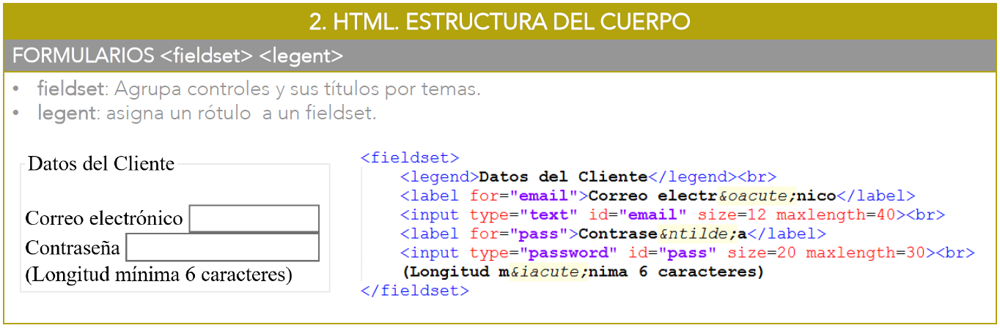 2. HTML. ESTRUCTURA DEL CUERPO
FORMULARIOS <fieldset> <legent>
• fieldset: Agrupa controles y sus títulos por temas.
• legent: asigna un rótulo  a un fieldset.
Datos del Cliente
Correo electrónico
Contraseña
(Longitud mínima 6 caracteres)
<fieldset>
<legend>Datos del Cliente</legend><br>
<label for="email">Correo electr&oacute;nico</label>
<input type="text" id="email" size=12 maxlength=40><br>
<label for="pass">Contrase&ntilde;a</label>
<input type="password" id="pass" size=20 maxlength=30><br>
(Longitud m&iacute;nima 6 caracteres)
</fieldset>